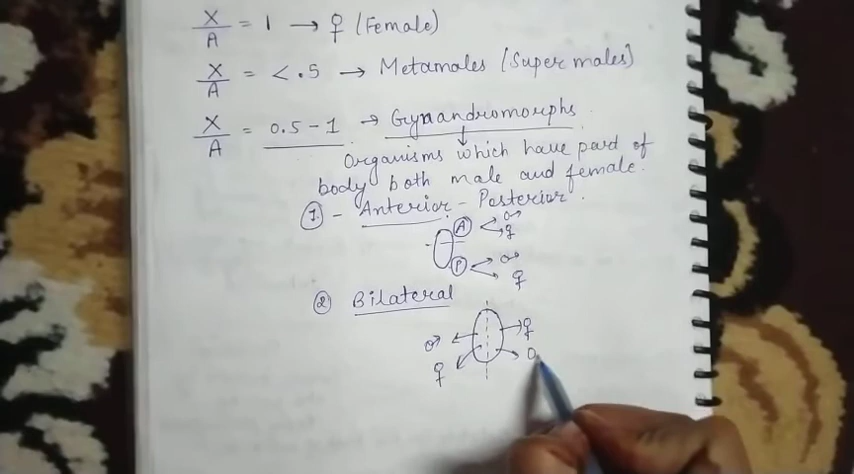 X/A = 1 → ♀ (Female)
X/A = < .5 → Metamales (Super males)
X/A = 0.5 - 1 → Gynandromorphs
Organisms which have part of
body both male and female.
① - Anterior - Posterior.
Ⓐ ♂
♀
Ⓟ ♂
♀
② Bilateral
♂ ♀
♀